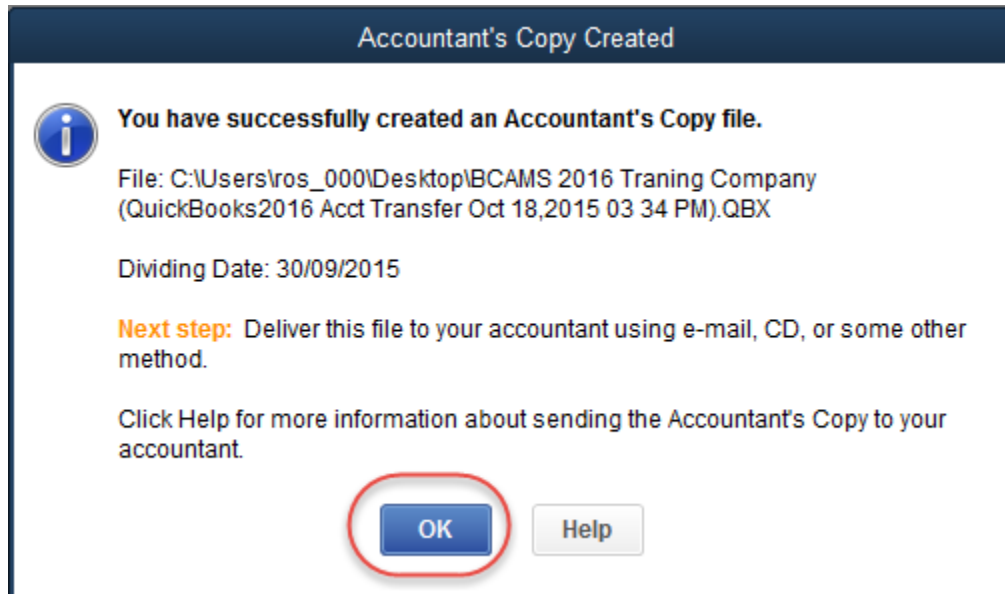 Accountant's Copy Created
You have successfully created an Accountant's Copy file.
File: C:\Users\ros_000\Desktop\BCAMS 2016 Traning Company
(QuickBooks2016 Acct Transfer Oct 18,2015 03 34 PM).QBX
Dividing Date: 30/09/2015
Next step: Deliver this file to your accountant using e-mail, CD, or some other
method.
Click Help for more information about sending the Accountant's Copy to your
accountant.
OK Help